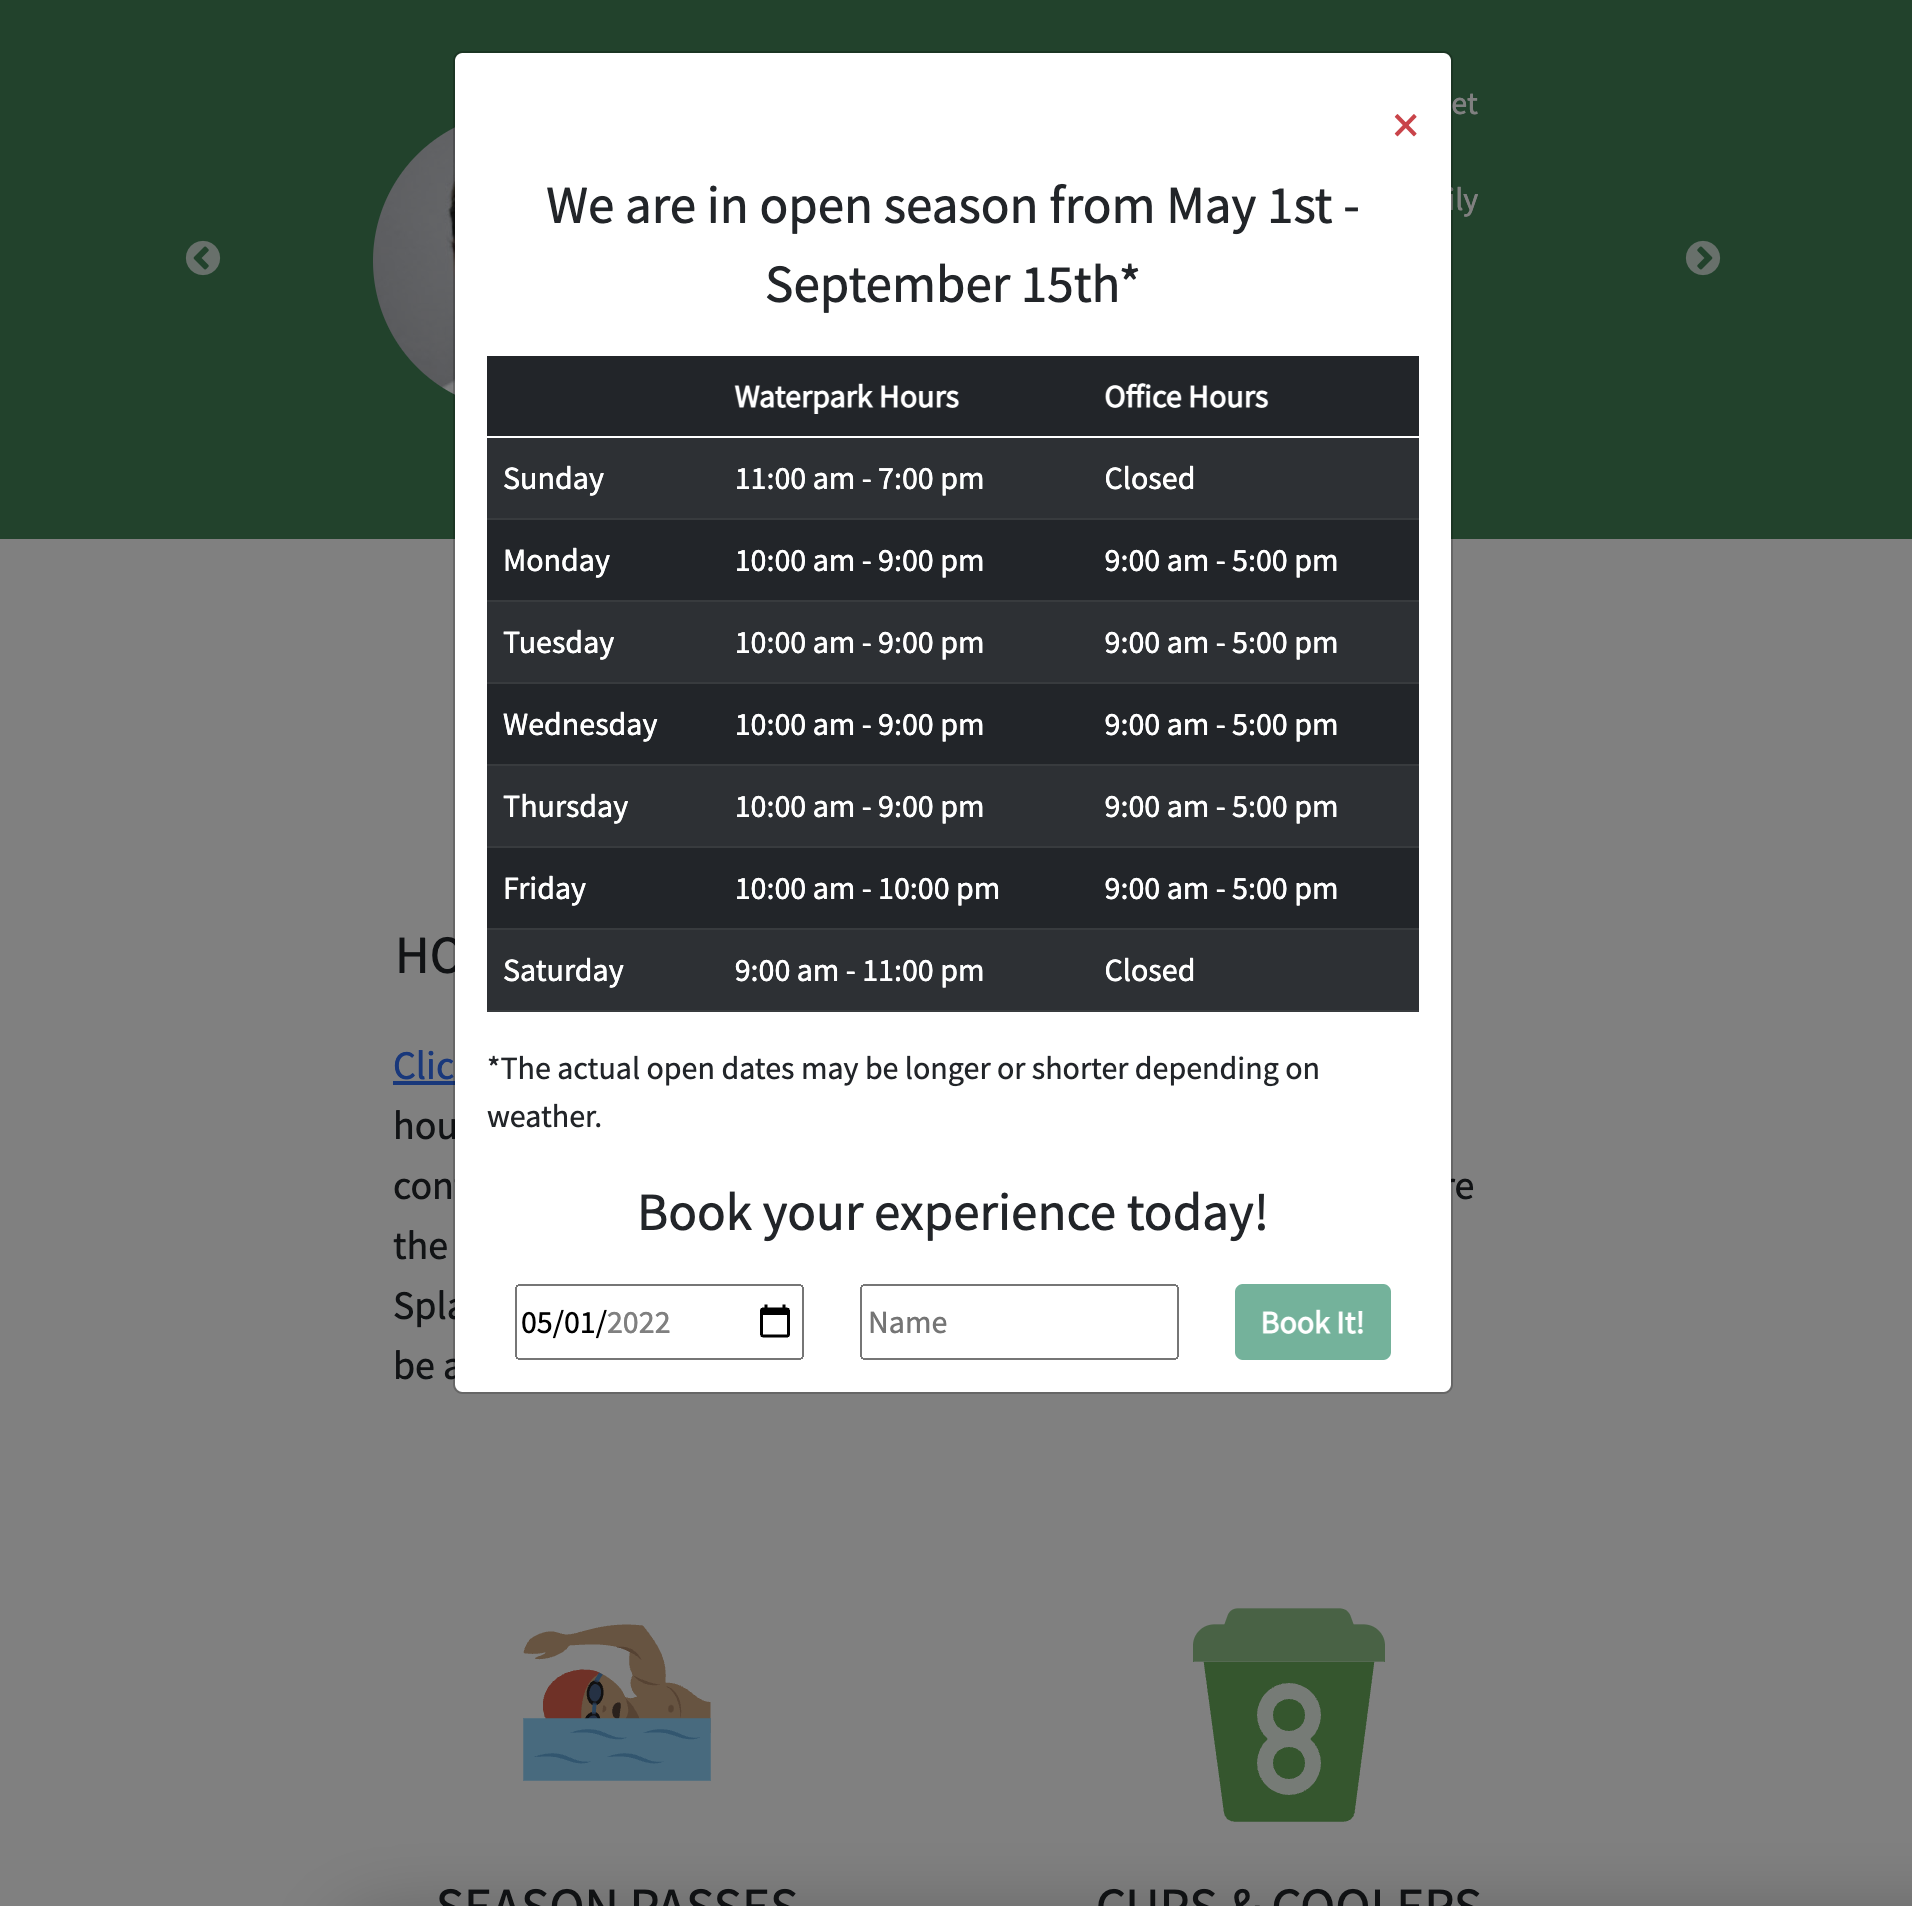 et
ily
×
We are in open season from May 1st -
September 15th*
Waterpark Hours Office Hours
Sunday 11:00 am - 7:00 pm Closed
Monday 10:00 am - 9:00 pm 9:00 am - 5:00 pm
Tuesday 10:00 am - 9:00 pm 9:00 am - 5:00 pm
Wednesday 10:00 am - 9:00 pm 9:00 am - 5:00 pm
Thursday 10:00 am - 9:00 pm 9:00 am - 5:00 pm
Friday 10:00 am - 10:00 pm 9:00 am - 5:00 pm
Saturday 9:00 am - 11:00 pm Closed
*The actual open dates may be longer or shorter depending on
weather.
Book your experience today!
05/01/2022 Name Book It!
HO
Clic
hou
con re
the
Spla
be a
8
SEASON PASSES CUPS & COOLERS